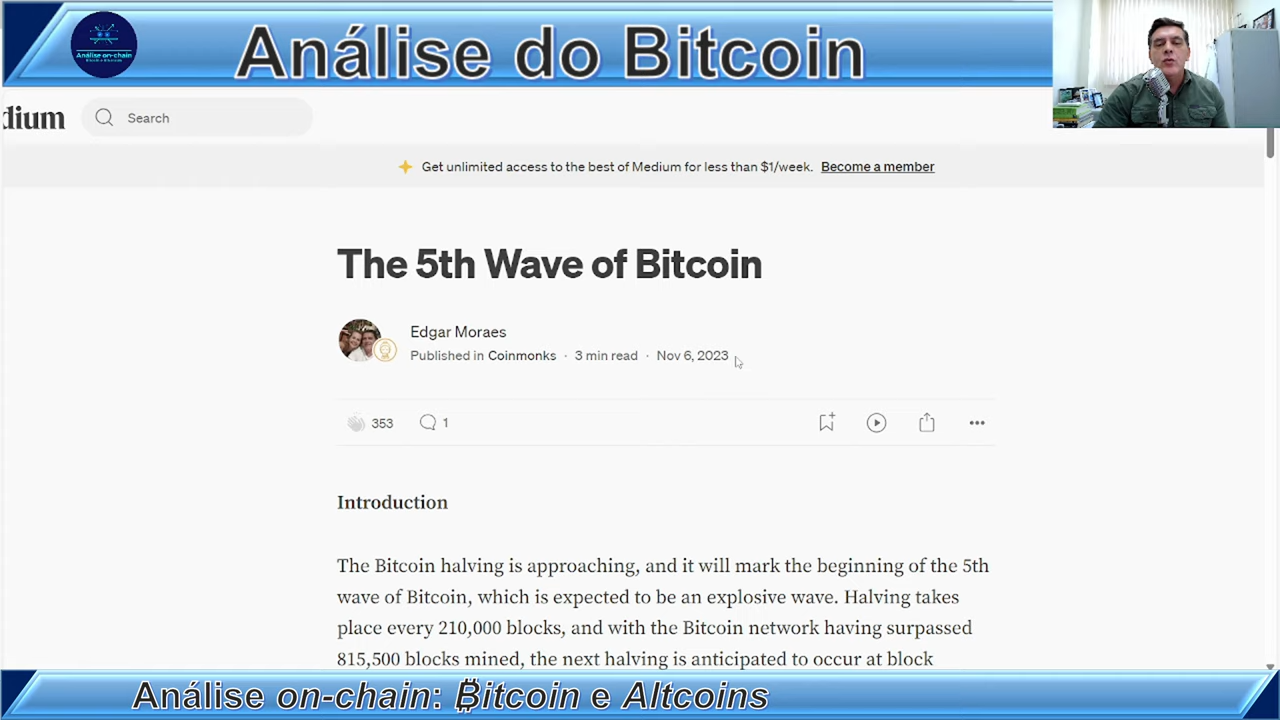 Análise do Bitcoin
Análise on-chain
dium
Search
Get unlimited access to the best of Medium for less than $1/week. Become a member
The 5th Wave of Bitcoin
Edgar Moraes
Published in Coinmonks · 3 min read · Nov 6, 2023
353 1
Introduction
The Bitcoin halving is approaching, and it will mark the beginning of the 5th
wave of Bitcoin, which is expected to be an explosive wave. Halving takes
place every 210,000 blocks, and with the Bitcoin network having surpassed
815,500 blocks mined, the next halving is anticipated to occur at block
Análise on-chain: ₿itcoin e Altcoins